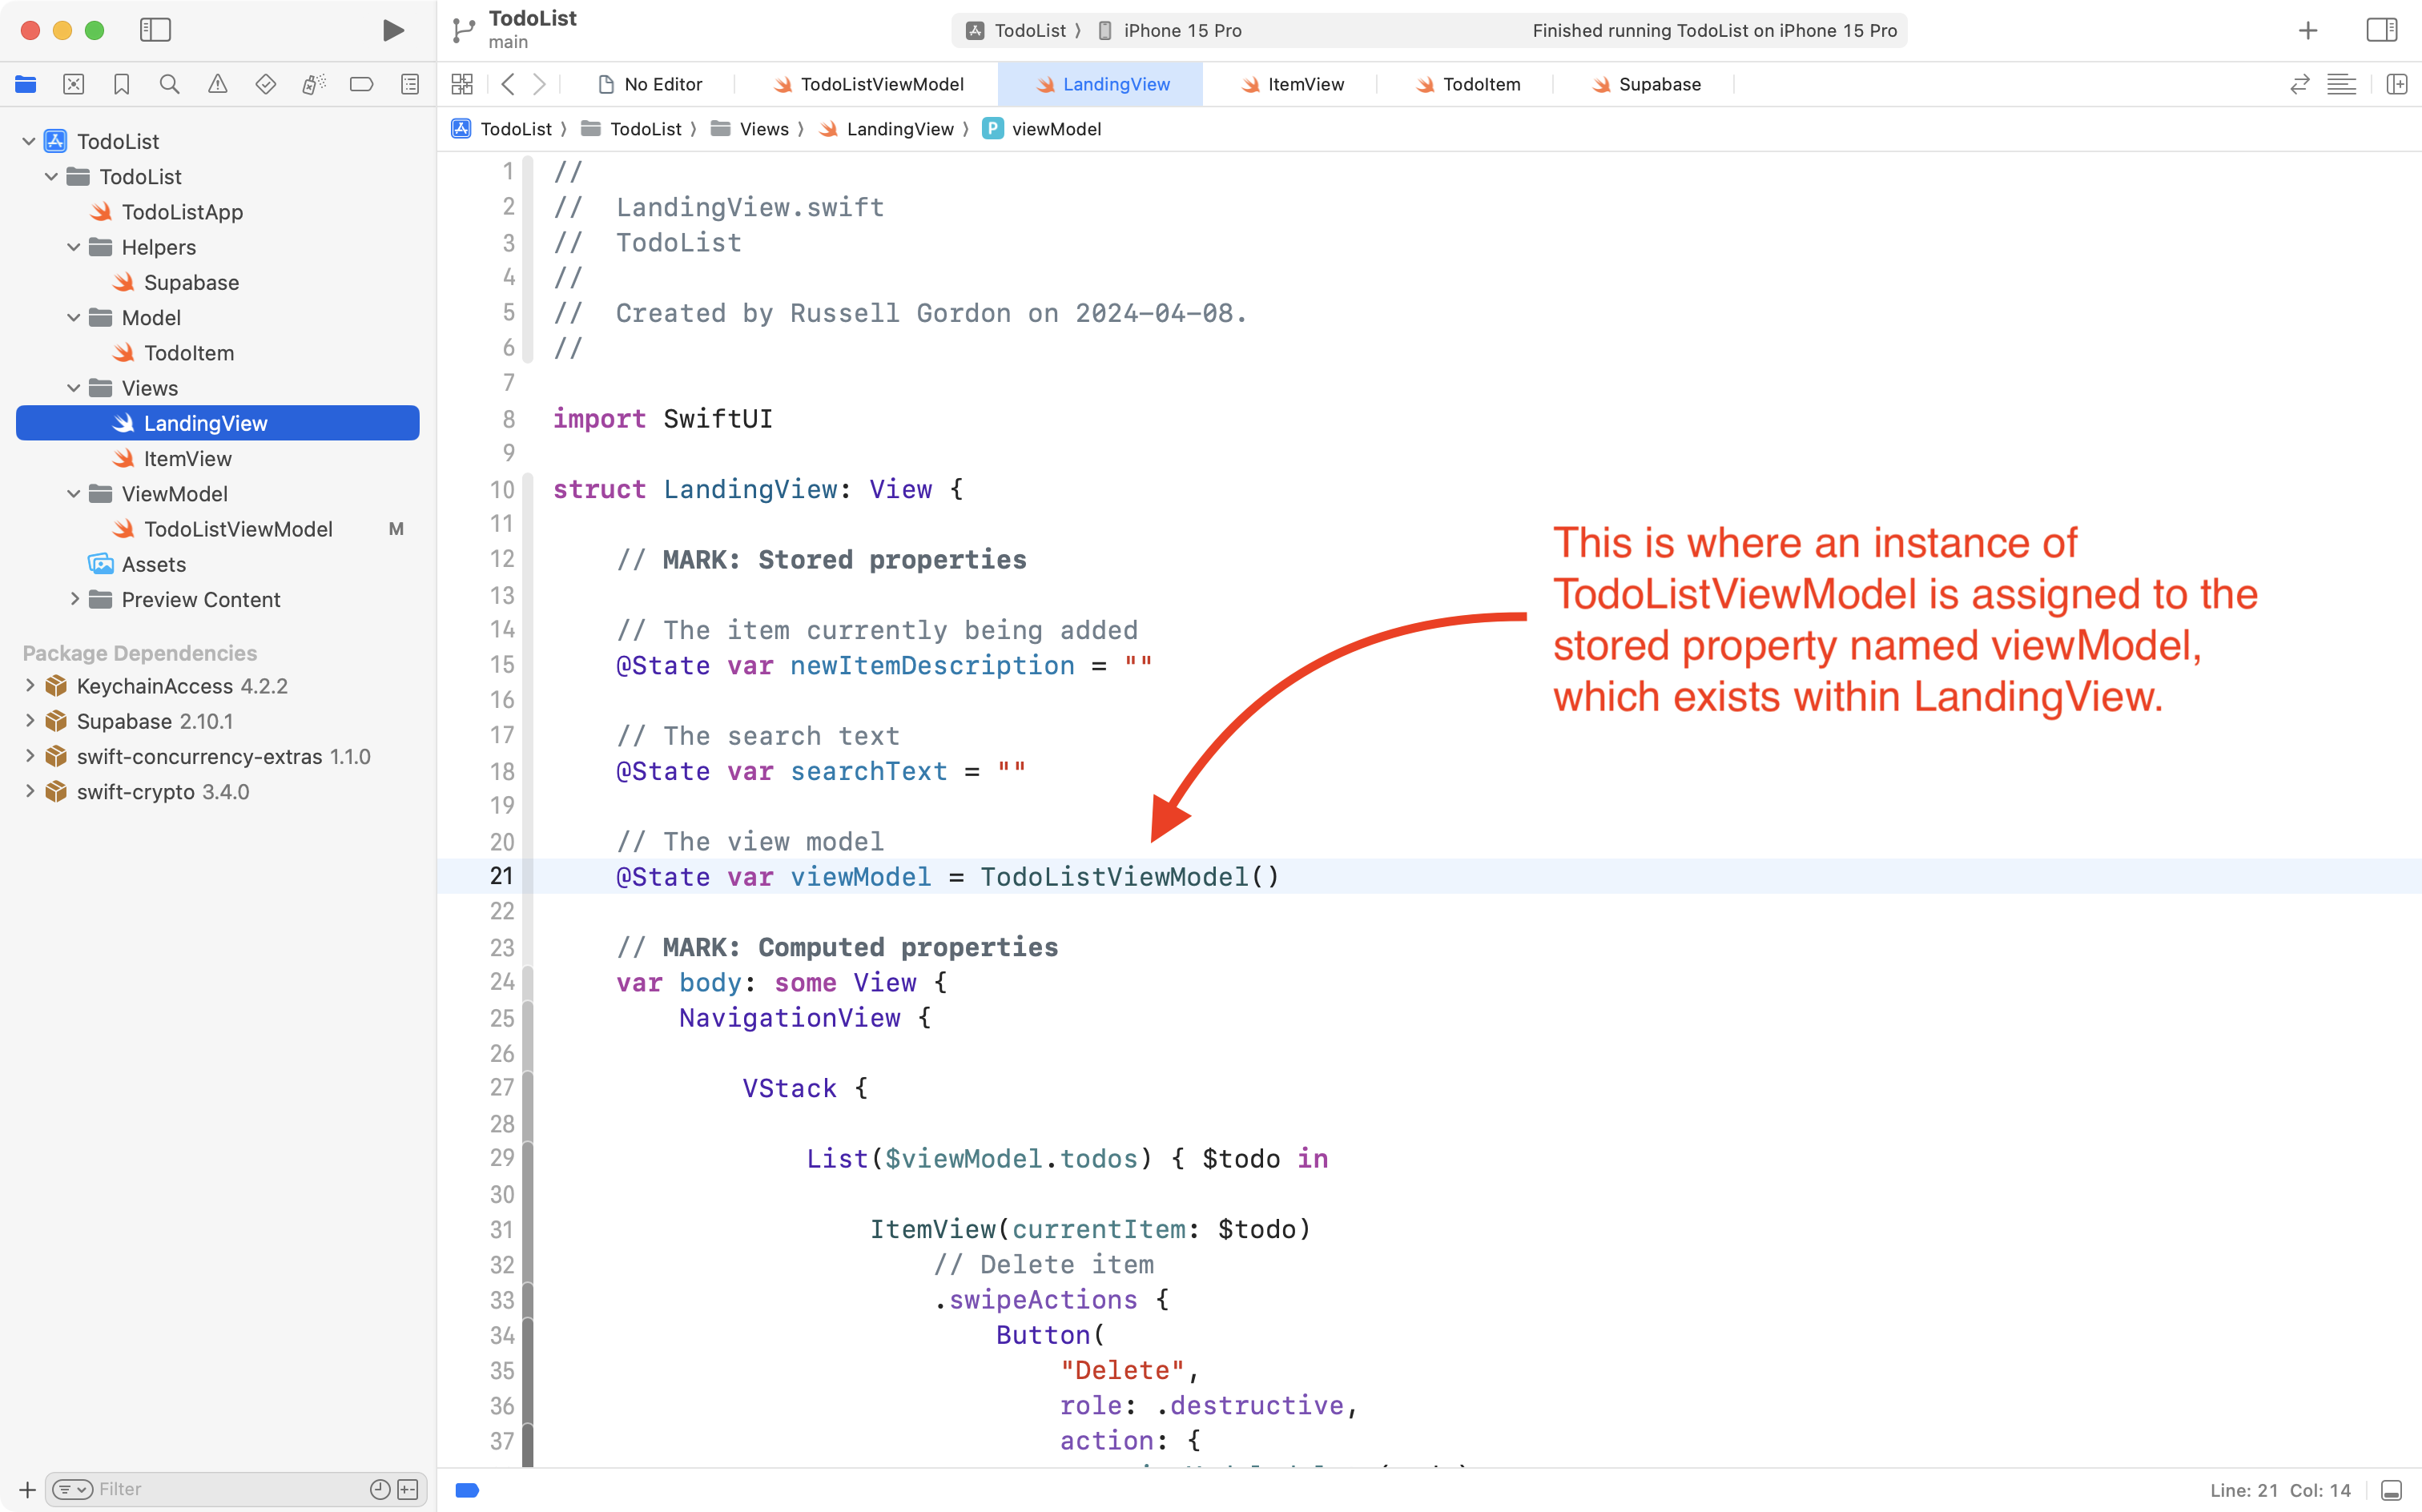 TodoList
main
TodoList 〉 iPhone 15 Pro
Finished running TodoList on iPhone 15 Pro
No Editor
TodoListViewModel
LandingView
ItemView
TodoItem
Supabase
TodoList 〉 TodoList 〉 Views 〉 LandingView 〉 P viewModel
TodoList
TodoList
TodoListApp
Helpers
Supabase
Model
TodoItem
Views
LandingView
ItemView
ViewModel
TodoListViewModel M
Assets
Preview Content
Package Dependencies
KeychainAccess 4.2.2
Supabase 2.10.1
swift-concurrency-extras 1.1.0
swift-crypto 3.4.0
Filter
1 //
2 //  LandingView.swift
3 //  TodoList
4 //
5 //  Created by Russell Gordon on 2024-04-08.
6 //
7
8 import SwiftUI
9
10 struct LandingView: View {
11
12     // MARK: Stored properties
13
14     // The item currently being added
15     @State var newItemDescription = ""
16
17     // The search text
18     @State var searchText = ""
19
20     // The view model
21     @State var viewModel = TodoListViewModel()
22
23     // MARK: Computed properties
24     var body: some View {
25         NavigationView {
26
27             VStack {
28
29                 List($viewModel.todos) { $todo in
30
31                     ItemView(currentItem: $todo)
32                         // Delete item
33                         .swipeActions {
34                             Button(
35                                 "Delete",
36                                 role: .destructive,
37                                 action: {
This is where an instance of
TodoListViewModel is assigned to the
stored property named viewModel,
which exists within LandingView.
Line: 21 Col: 14